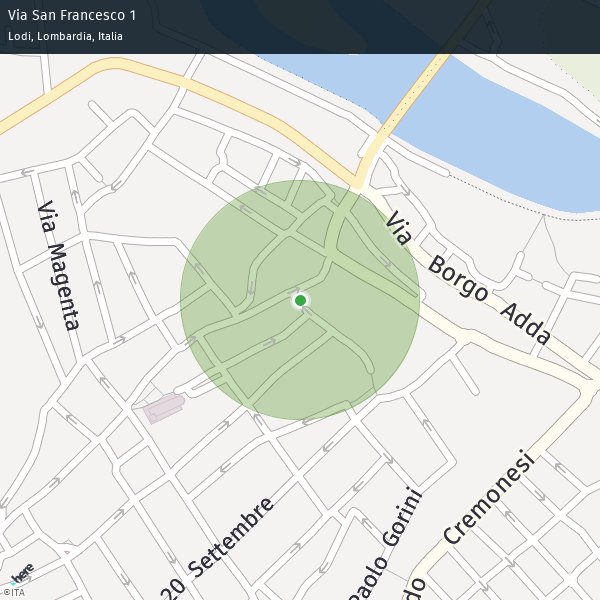 Via San Francesco 1
Lodi, Lombardia, Italia
Via Magenta
Via Borgo Adda
Cremonesi
20 Settembre
Paolo Gorini
do
here
©ITA